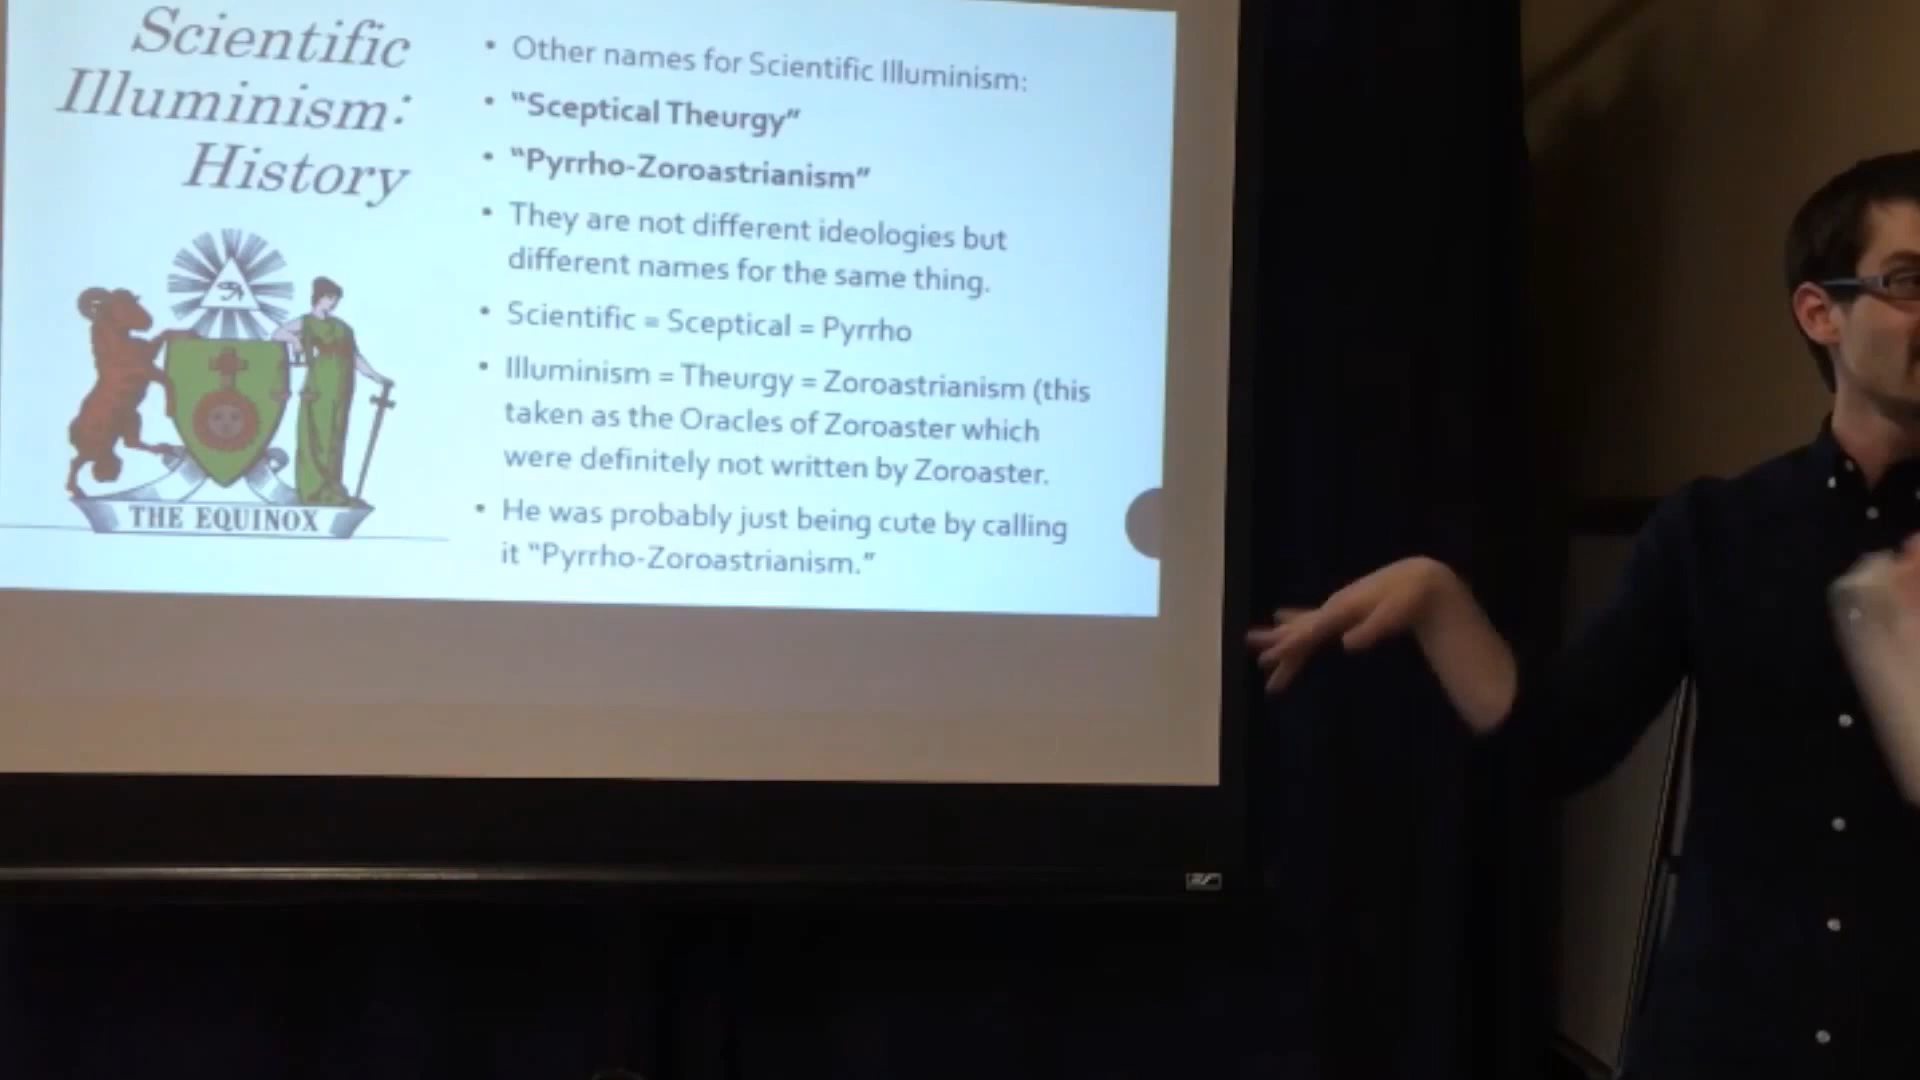 Scientific
Illuminism:
History
THE EQUINOX
• Other names for Scientific Illuminism:
• “Sceptical Theurgy”
• “Pyrrho-Zoroastrianism”
• They are not different ideologies but
different names for the same thing.
• Scientific = Sceptical = Pyrrho
• Illuminism = Theurgy = Zoroastrianism (this
taken as the Oracles of Zoroaster which
were definitely not written by Zoroaster.
• He was probably just being cute by calling
it “Pyrrho-Zoroastrianism.”